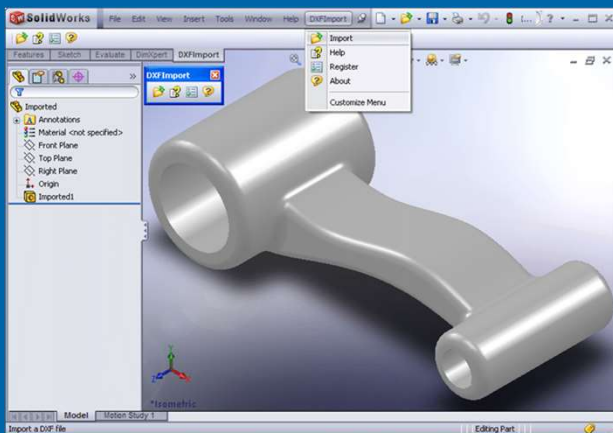 SolidWorks File Edit View Insert Tools Window Help DXFImport
Import
Help
Register
About
Customize Menu
Features Sketch Evaluate DimXpert DXFImport
DXFImport
Imported
Annotations
Material <not specified>
Front Plane
Top Plane
Right Plane
Origin
Imported1
*Isometric
Model Motion Study 1
Import a DXF file Editing Part